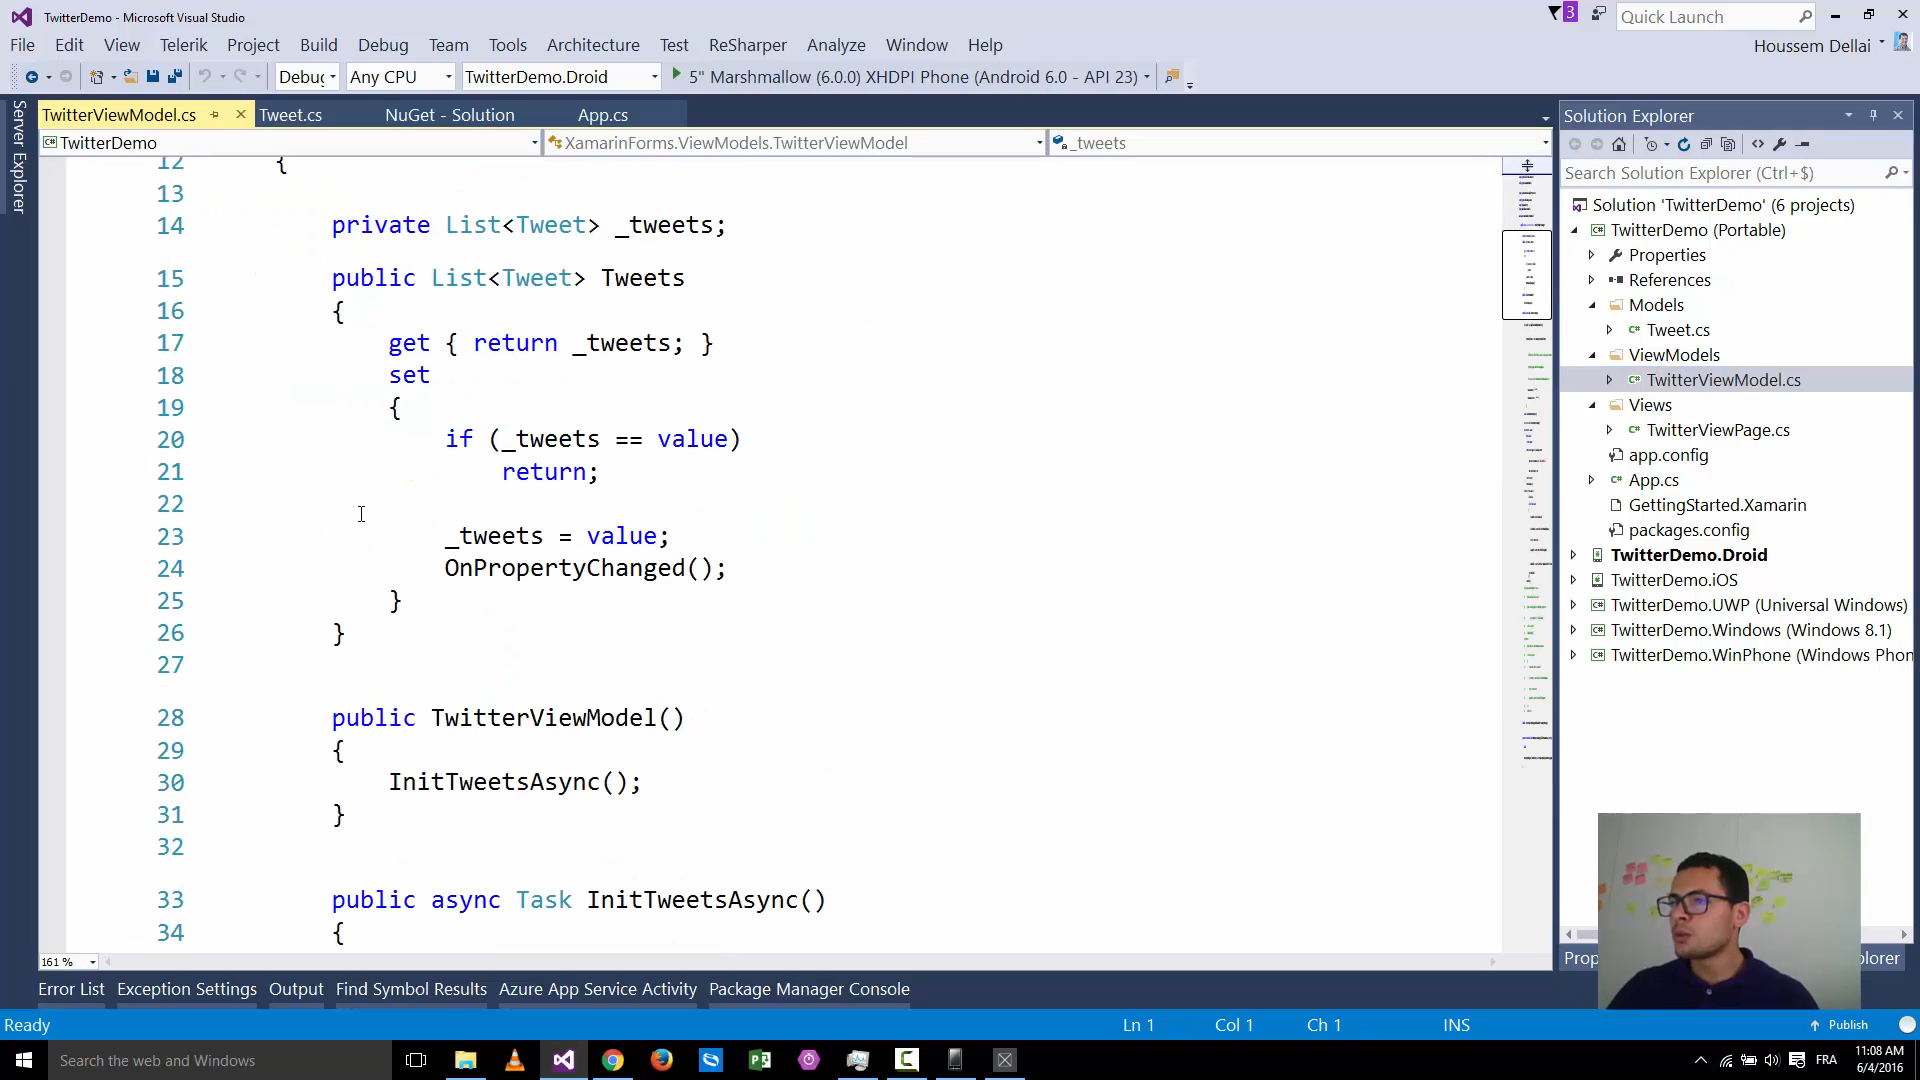 TwitterDemo - Microsoft Visual Studio
3
Quick Launch
File Edit View Telerik Project Build Debug Team Tools Architecture Test ReSharper Analyze Window Help
Houssem Dellai
Debug Any CPU TwitterDemo.Droid 5" Marshmallow (6.0.0) XHDPI Phone (Android 6.0 - API 23)
Server Explorer
TwitterViewModel.cs Tweet.cs NuGet - Solution App.cs
TwitterDemo XamarinForms.ViewModels.TwitterViewModel _tweets
12 {
13
14 private List<Tweet> _tweets;
15 public List<Tweet> Tweets
16 {
17 get { return _tweets; }
18 set
19 {
20 if (_tweets == value)
21 return;
22
23 _tweets = value;
24 OnPropertyChanged();
25 }
26 }
27
28 public TwitterViewModel()
29 {
30 InitTweetsAsync();
31 }
32
33 public async Task InitTweetsAsync()
34 {
161 %
Solution Explorer
Search Solution Explorer (Ctrl+$)
Solution 'TwitterDemo' (6 projects)
TwitterDemo (Portable)
Properties
References
Models
C# Tweet.cs
ViewModels
C# TwitterViewModel.cs
Views
C# TwitterViewPage.cs
app.config
C# App.cs
GettingStarted.Xamarin
packages.config
TwitterDemo.Droid
TwitterDemo.iOS
TwitterDemo.UWP (Universal Windows)
TwitterDemo.Windows (Windows 8.1)
TwitterDemo.WinPhone (Windows Phon
Prop plorer
Error List Exception Settings Output Find Symbol Results Azure App Service Activity Package Manager Console
Ready Ln 1 Col 1 Ch 1 INS Publish
Search the web and Windows
FRA
11:08 AM
6/4/2016